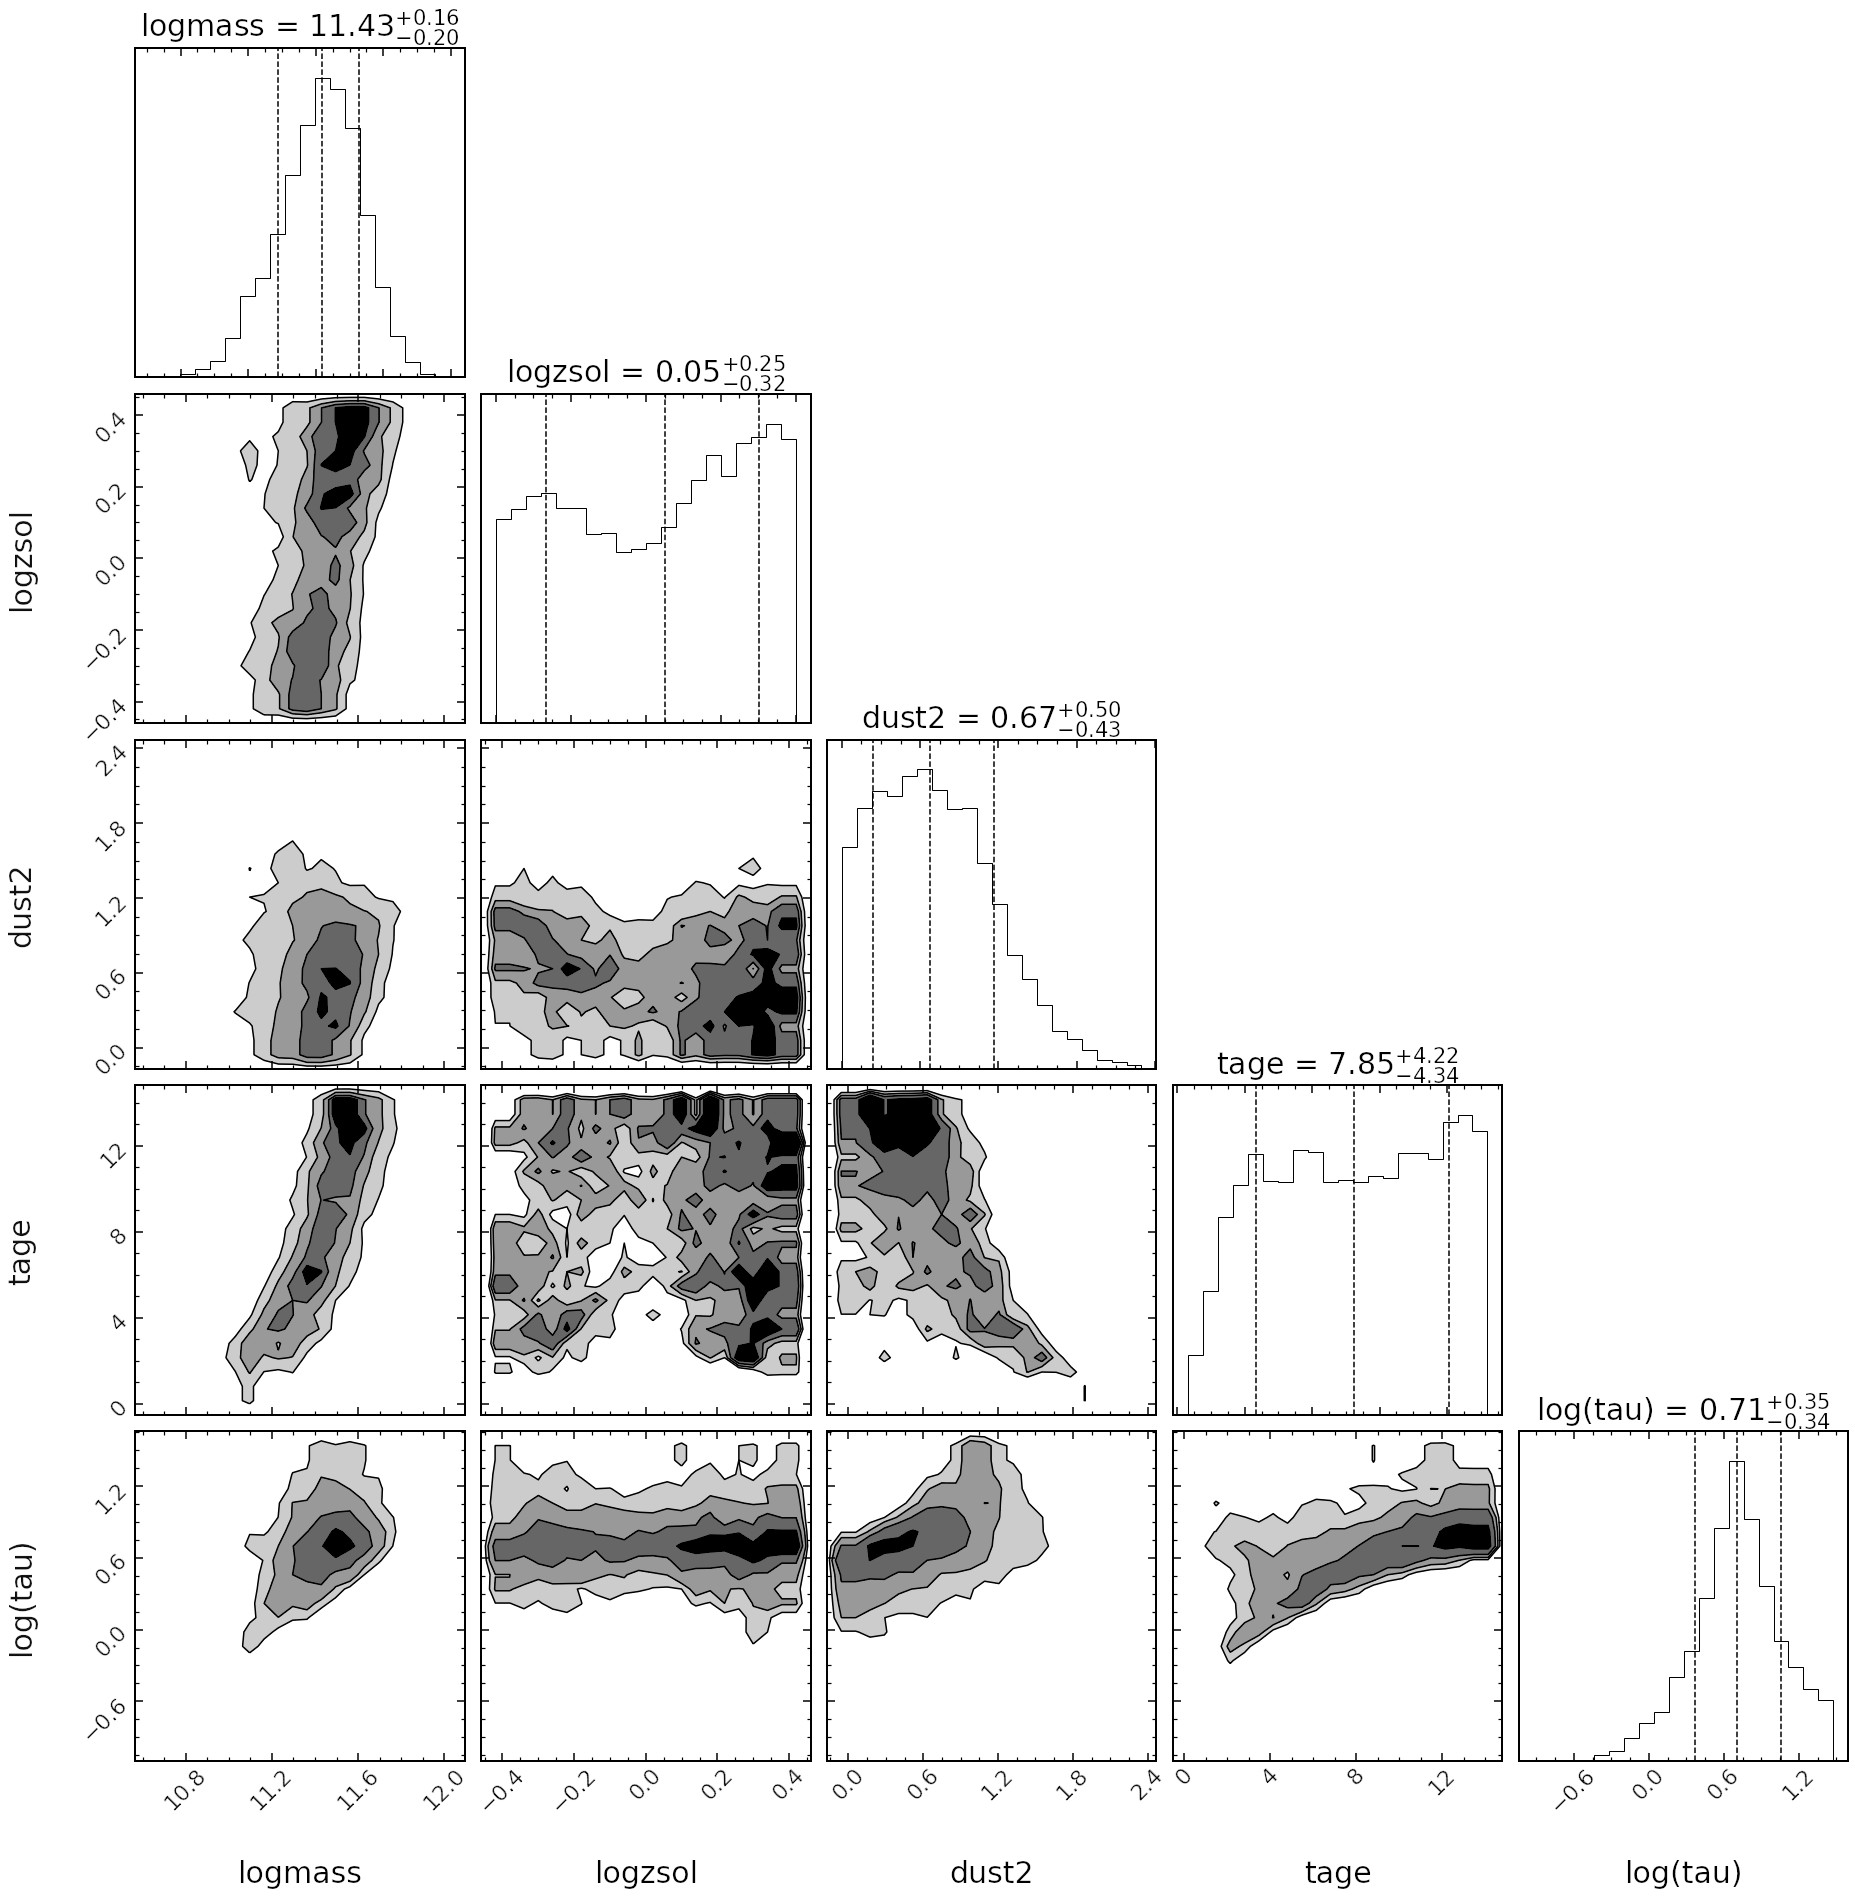 logmass = 11.43+0.16 −0.20
logzsol = 0.05+0.25 −0.32
0.4
0.2
0.0
−0.2
−0.4
logzsol
dust2 = 0.67+0.50 −0.43
2.4
1.8
1.2
0.6
0.0
dust2
tage = 7.85+4.22 −4.34
12
8
4
0
tage
log(tau) = 0.71+0.35 −0.34
1.2
0.6
0.0
−0.6
log(tau)
10.8 11.2 11.6 12.0 −0.4 −0.2 0.0 0.2 0.4 0.0 0.6 1.2 1.8 2.4 0 4 8 12 −0.6 0.0 0.6 1.2
logmass logzsol dust2 tage log(tau)